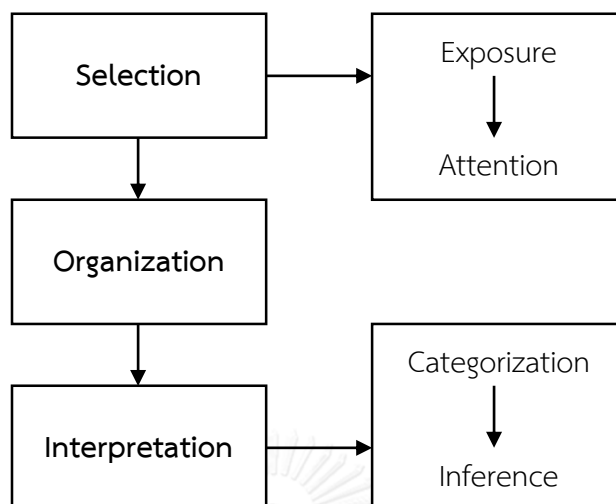 Selection
Exposure
Attention
Organization
Interpretation
Categorization
Inference